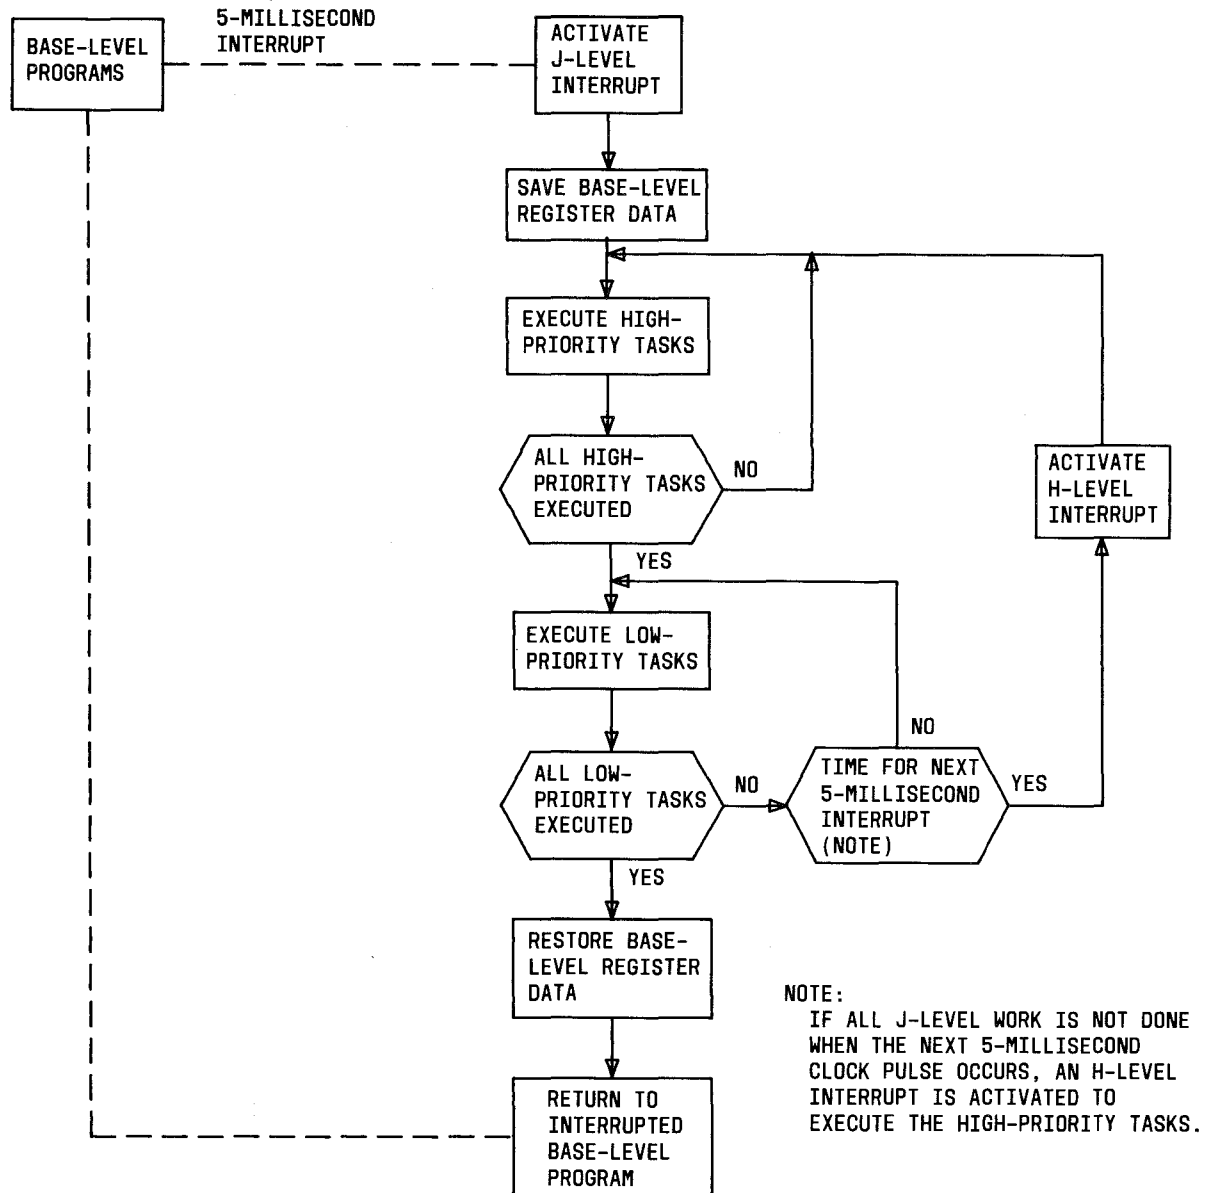 5-MILLISECOND
INTERRUPT
BASE-LEVEL
PROGRAMS
ACTIVATE
J-LEVEL
INTERRUPT
SAVE BASE-LEVEL
REGISTER DATA
EXECUTE HIGH-
PRIORITY TASKS
ALL HIGH-
PRIORITY TASKS
EXECUTED
NO
YES
ACTIVATE
H-LEVEL
INTERRUPT
EXECUTE LOW-
PRIORITY TASKS
ALL LOW-
PRIORITY TASKS
EXECUTED
NO
YES
TIME FOR NEXT
5-MILLISECOND
INTERRUPT
(NOTE)
NO
YES
RESTORE BASE-
LEVEL REGISTER
DATA
RETURN TO
INTERRUPTED
BASE-LEVEL
PROGRAM
NOTE:
IF ALL J-LEVEL WORK IS NOT DONE
WHEN THE NEXT 5-MILLISECOND
CLOCK PULSE OCCURS, AN H-LEVEL
INTERRUPT IS ACTIVATED TO
EXECUTE THE HIGH-PRIORITY TASKS.